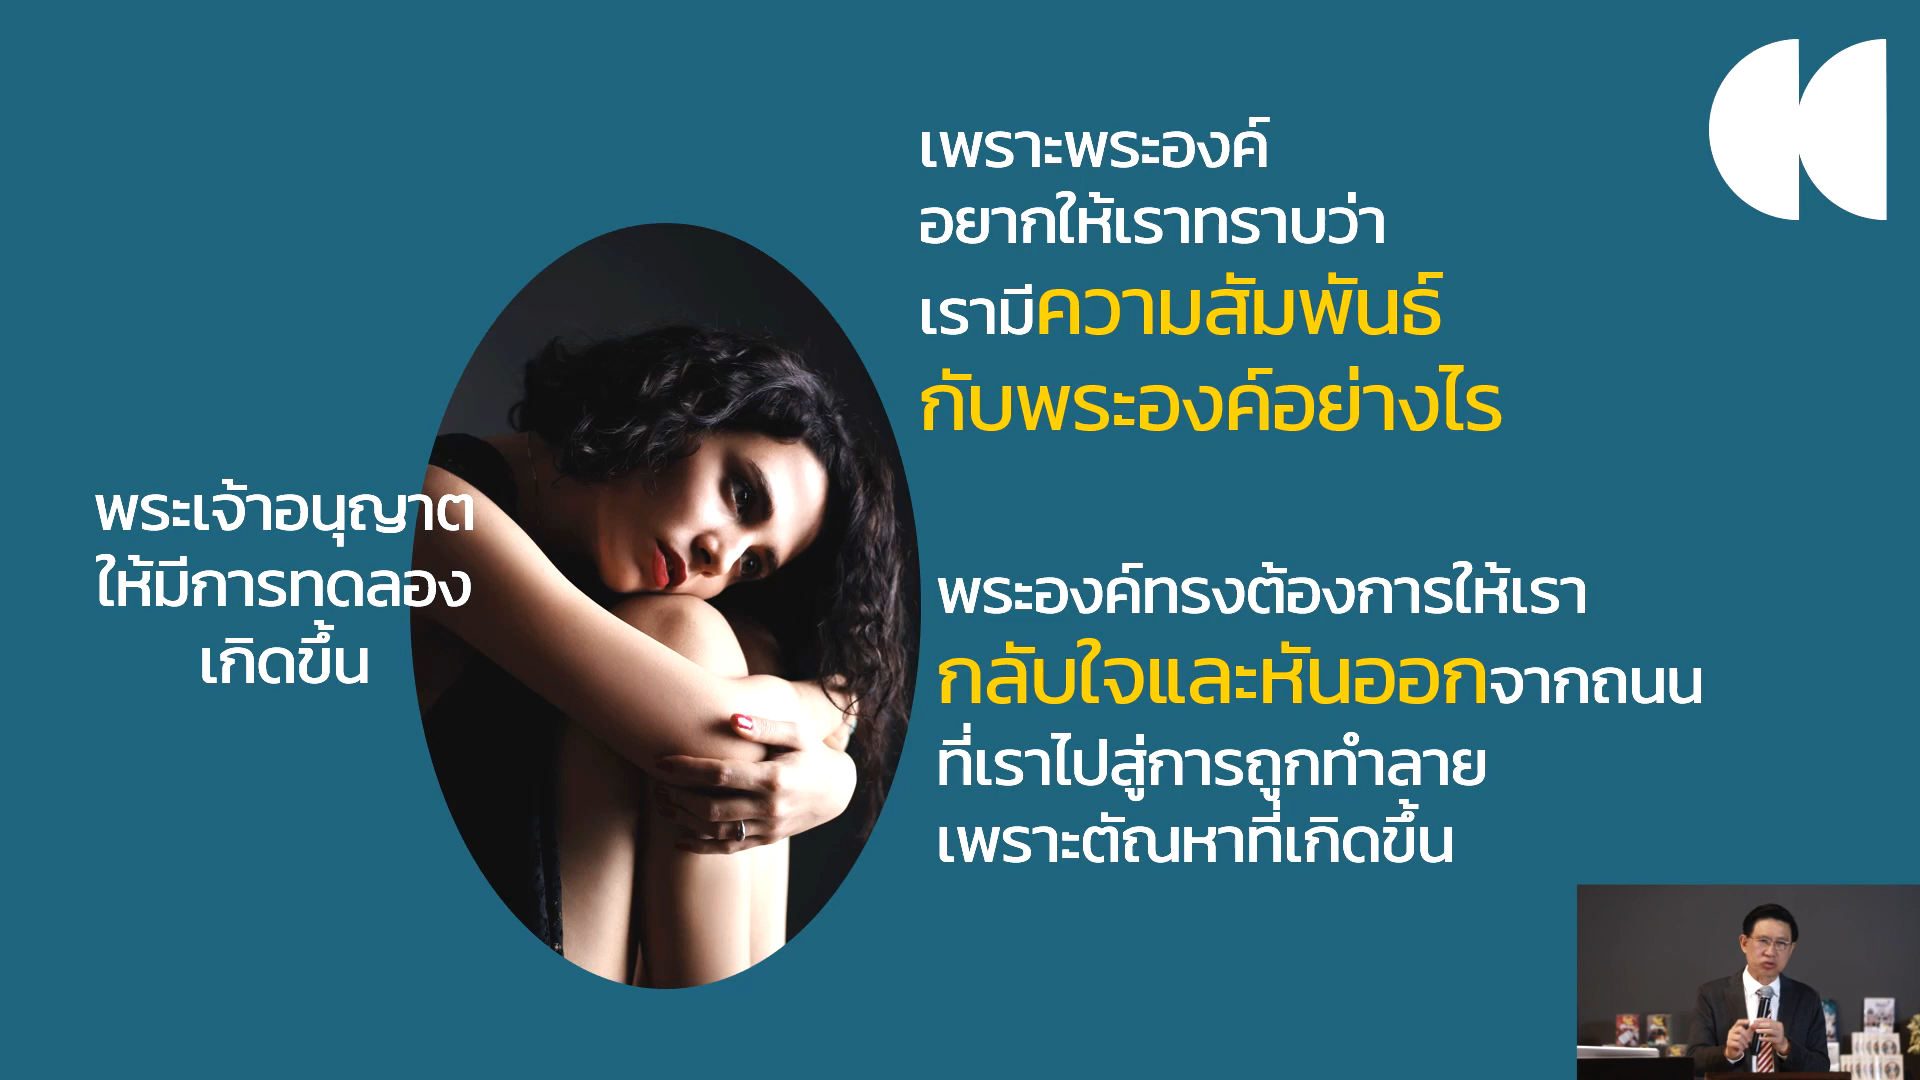 พระเจ้าอนุญาต
ให้มีการทดลอง
เกิดขึ้น
เพราะพระองค์
อยากให้เราทราบว่า
เรามีความสัมพันธ์
กับพระองค์อย่างไร
พระองค์ทรงต้องการให้เรา
กลับใจและหันออกจากถนน
ที่เราไปสู่การถูกทำลาย
เพราะตัณหาที่เกิดขึ้น